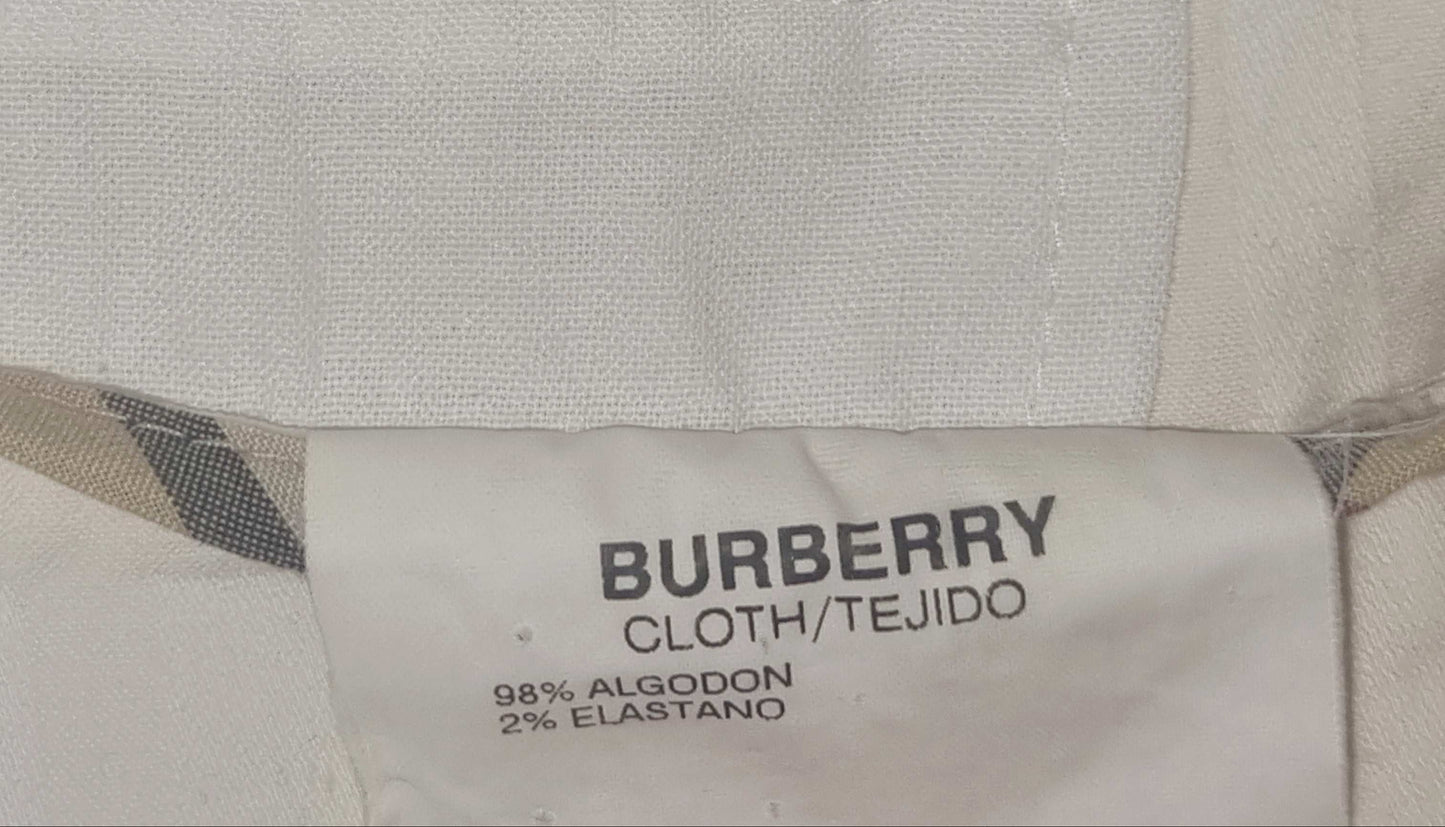 BURBERRY
CLOTH/TEJIDO
98% ALGODON
2% ELASTANO